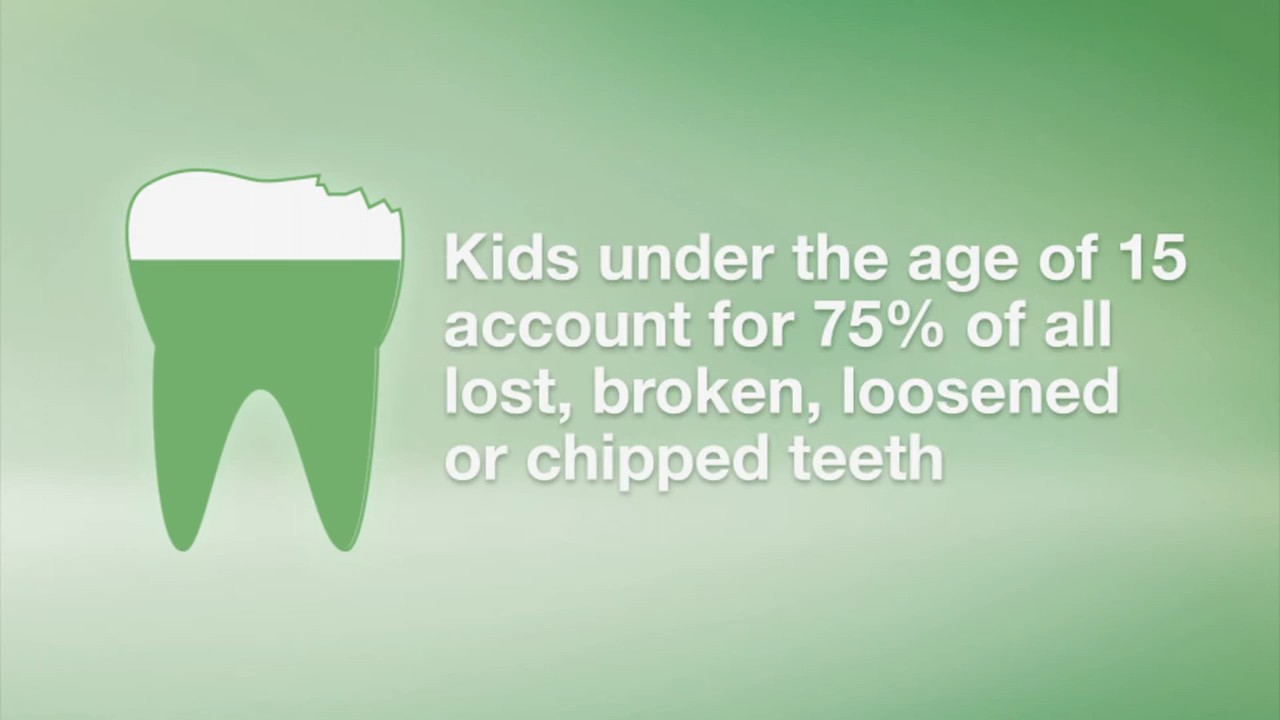 Kids under the age of 15
account for 75% of all
lost, broken, loosened
or chipped teeth